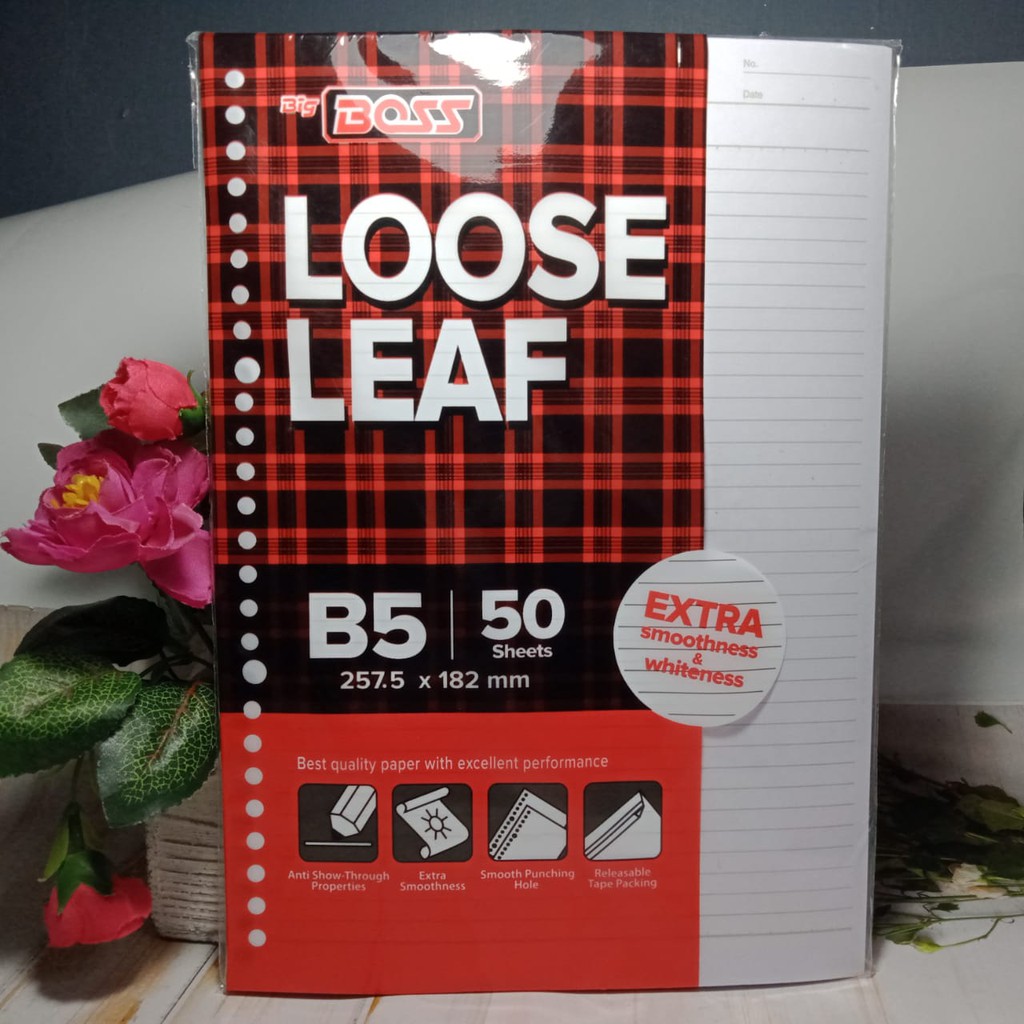 No.
Date
Big BOSS
LOOSE
LEAF
B5 | 50
Sheets
257.5 x 182 mm
EXTRA
smoothness
&
whiteness
Best quality paper with excellent performance
Anti Show-Through
Properties
Extra
Smoothness
Smooth Punching
Hole
Releasable
Tape Packing